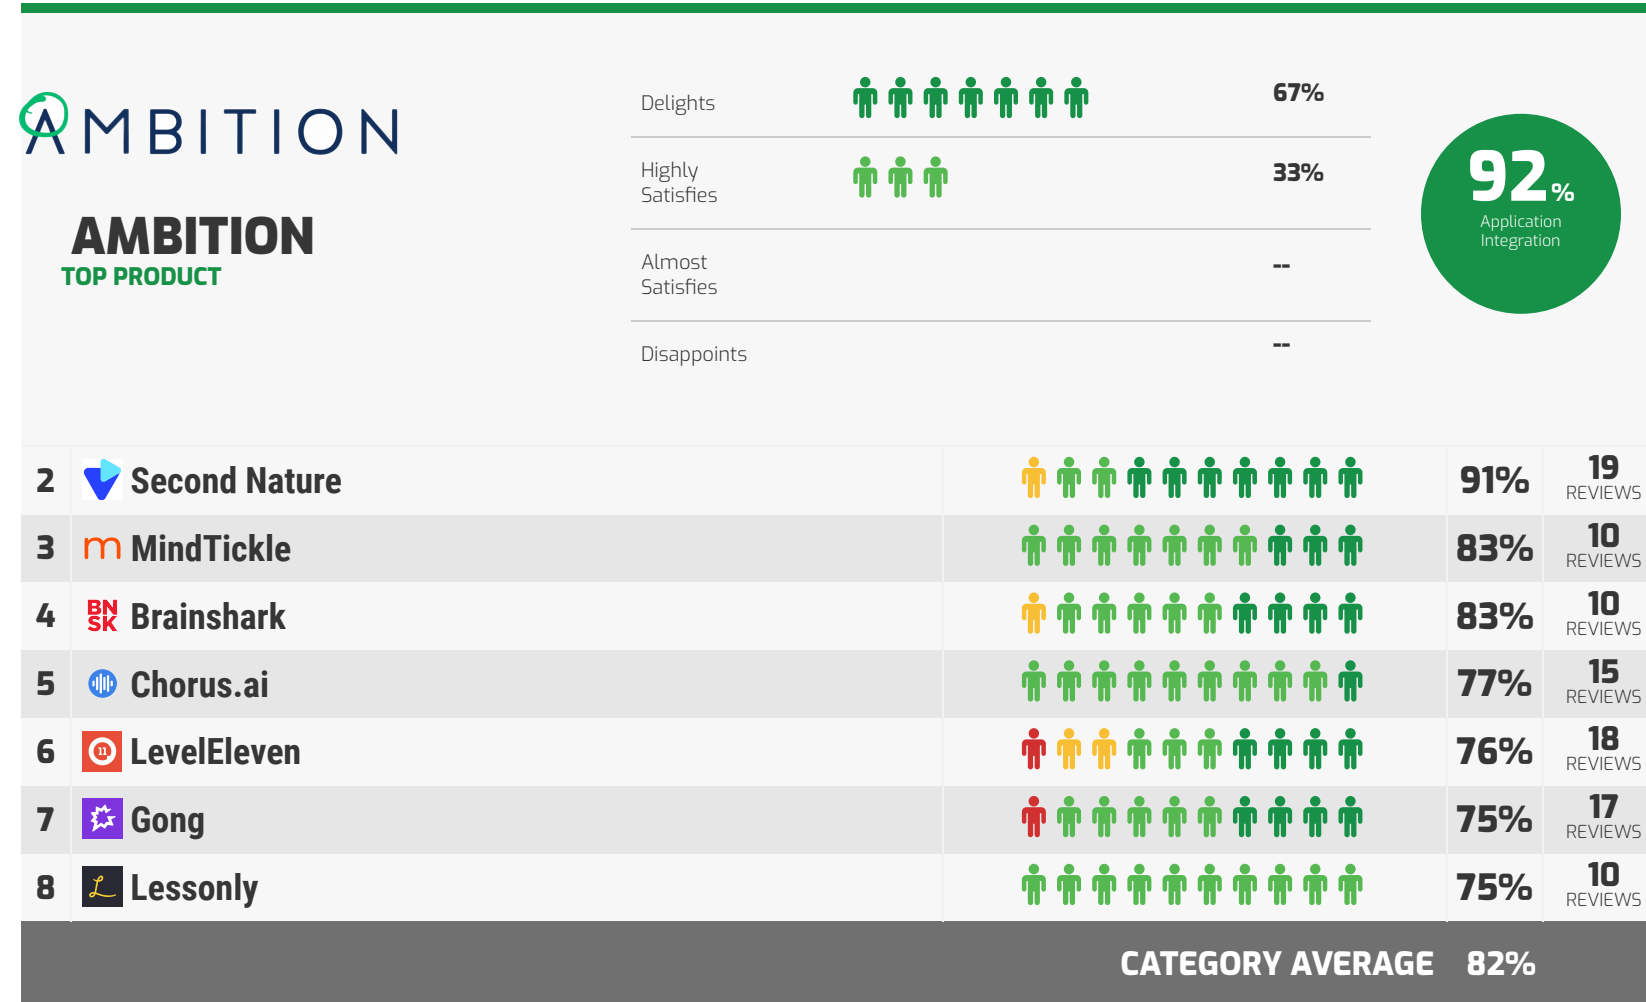 AMBITION
AMBITION
TOP PRODUCT
Delights 67%
Highly
Satisfies 33%
Almost
Satisfies --
Disappoints --
92%
Application
Integration
2 Second Nature 91% 19 REVIEWS
3 m MindTickle 83% 10 REVIEWS
4 BN SK Brainshark 83% 10 REVIEWS
5 Chorus.ai 77% 15 REVIEWS
6 11 LevelEleven 76% 18 REVIEWS
7 Gong 75% 17 REVIEWS
8 L Lessonly 75% 10 REVIEWS
CATEGORY AVERAGE 82%